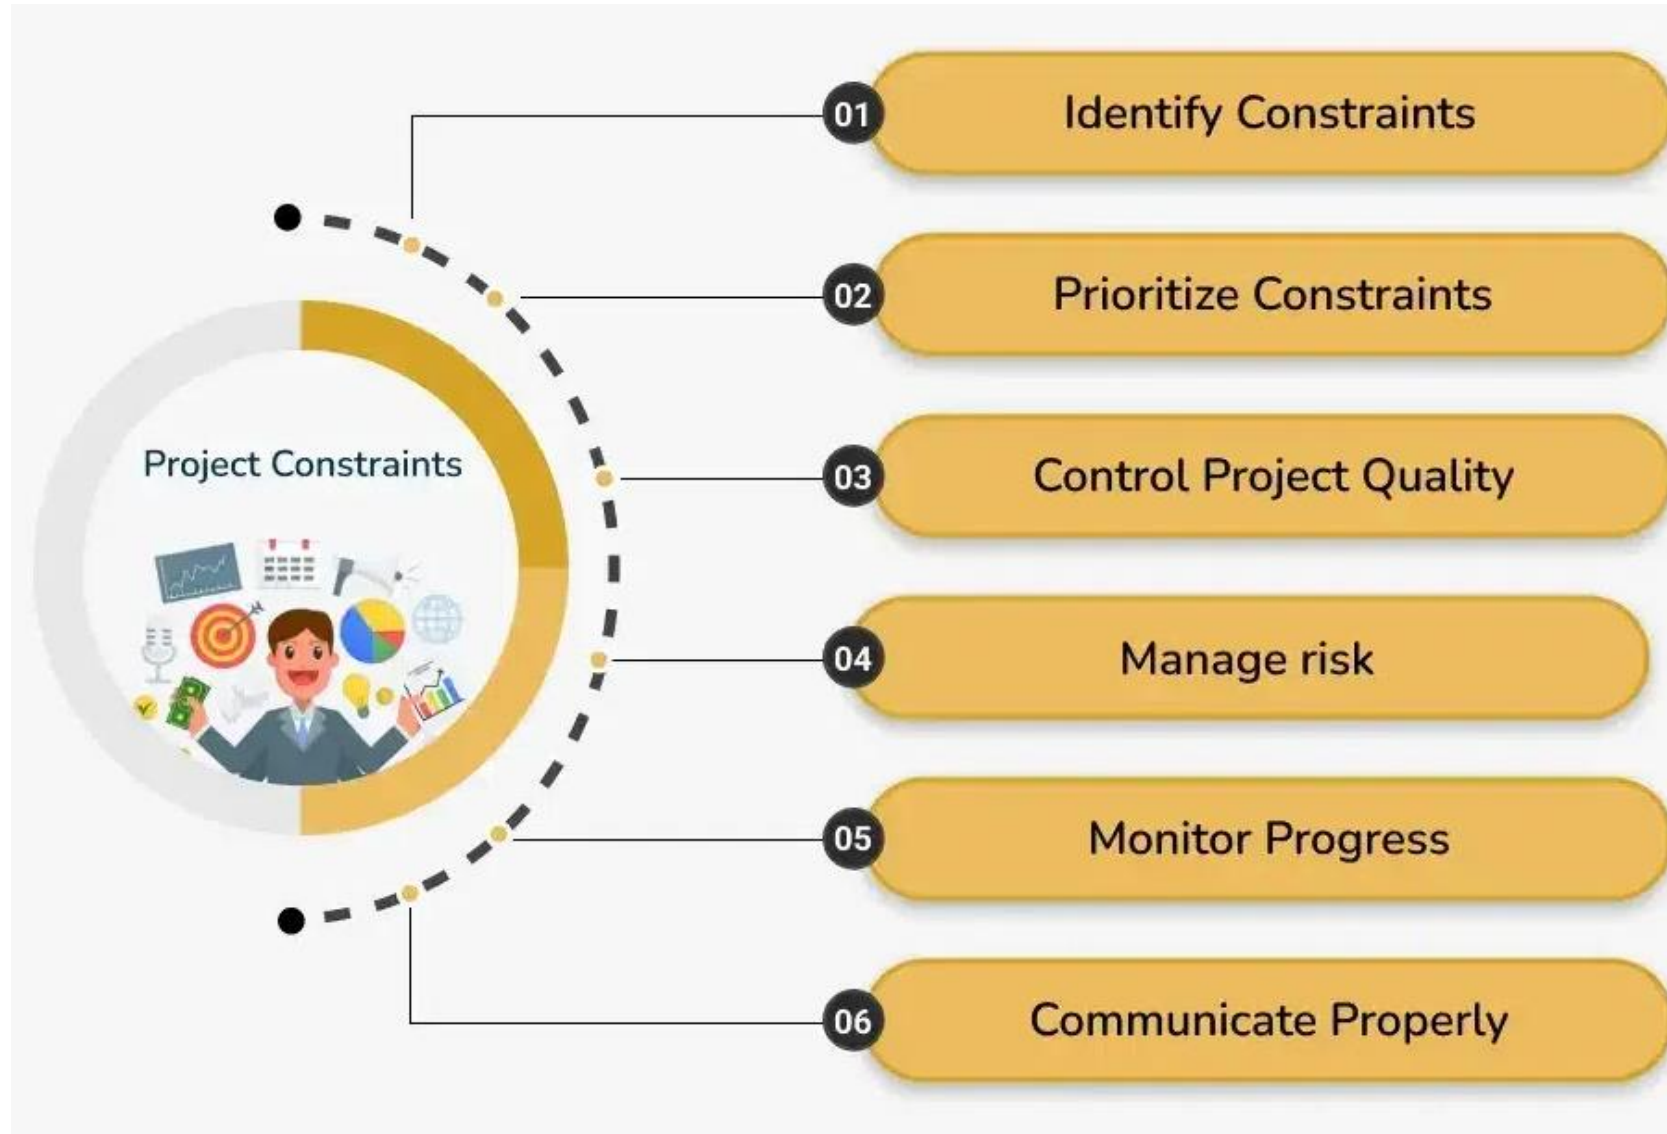 01
Identify Constraints
02
Prioritize Constraints
Project Constraints
03
Control Project Quality
04
Manage risk
05
Monitor Progress
06
Communicate Properly